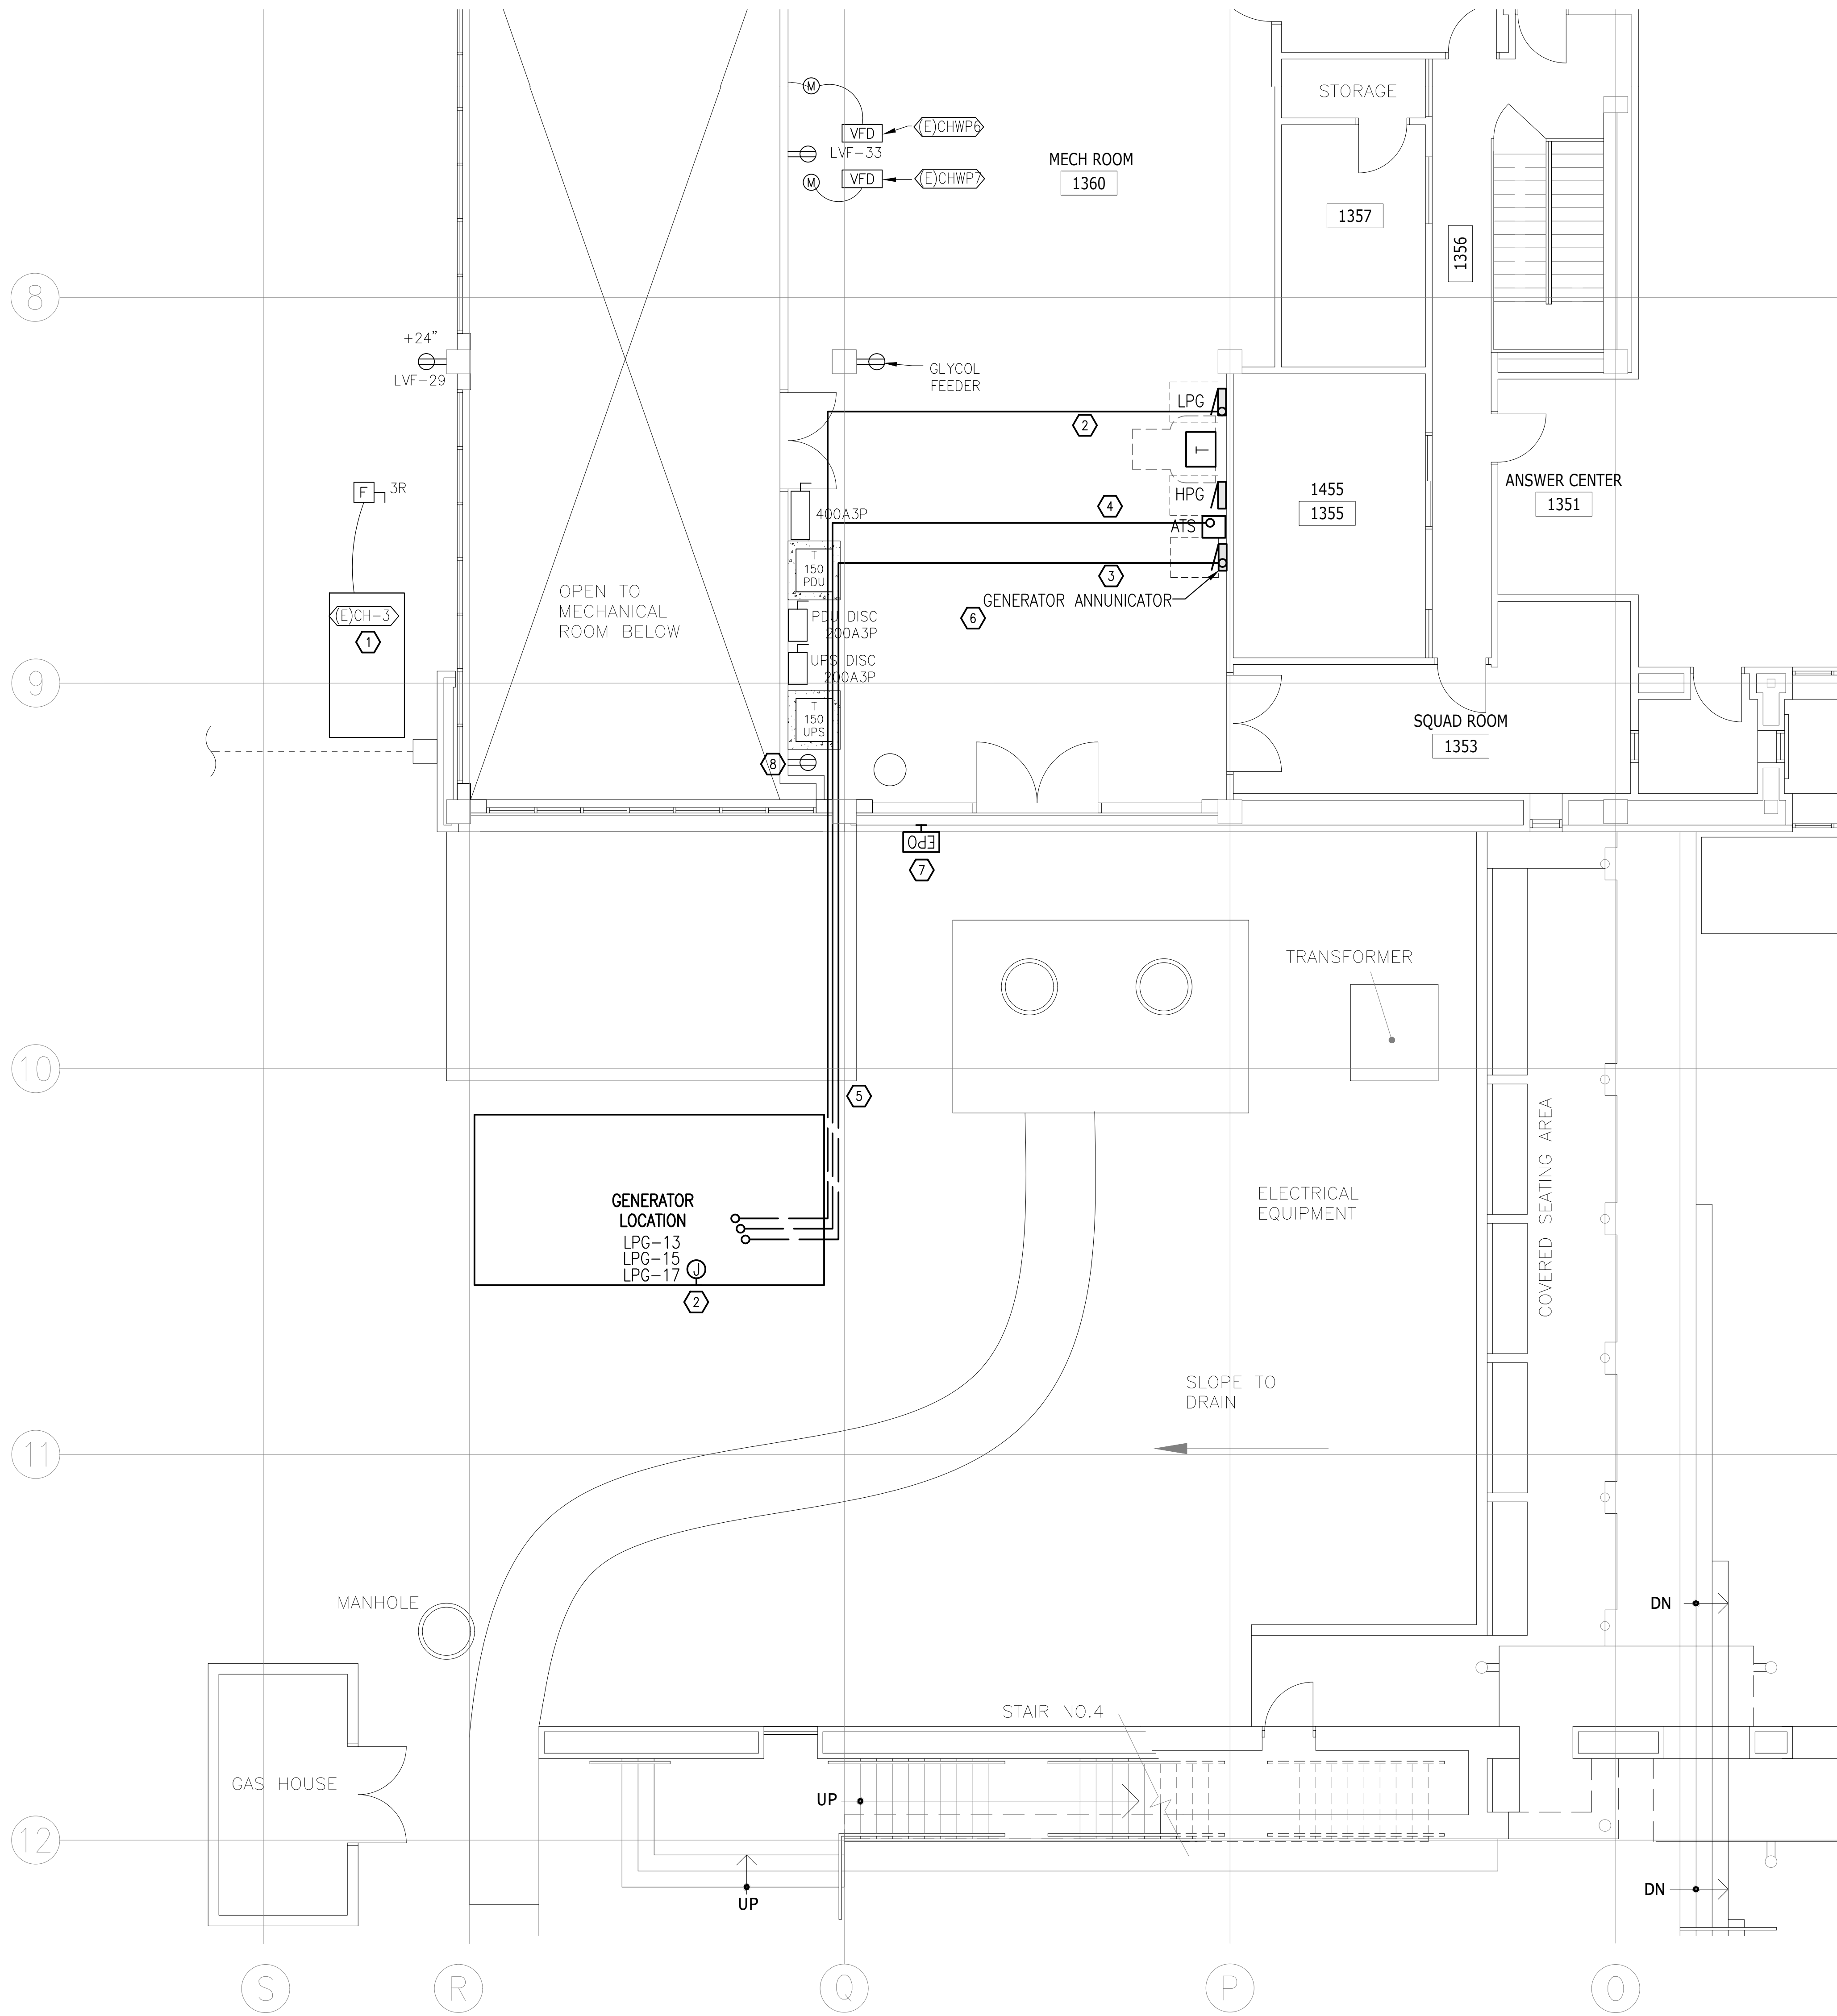 M
VFD
(E)CHWP6
LVF-33
M
VFD
(E)CHWP7
STORAGE
MECH ROOM
1360
1357
1356
8
+24"
LVF-29
GLYCOL
FEEDER
LPG
2
T
HPG
4
ATS
3
GENERATOR ANNUNICATOR
6
F
3R
400A3P
T
150
PDU
PDU DISC
200A3P
UPS DISC
200A3P
T
150
UPS
8
(E)CH-3
1
OPEN TO
MECHANICAL
ROOM BELOW
1455
1355
ANSWER CENTER
1351
9
SQUAD ROOM
1353
EPO
7
TRANSFORMER
10
5
GENERATOR
LOCATION
LPG-13
LPG-15
LPG-17
J
2
ELECTRICAL
EQUIPMENT
COVERED SEATING AREA
SLOPE TO
DRAIN
11
MANHOLE
DN
STAIR NO.4
GAS HOUSE
UP
12
UP
DN
S
R
Q
P
O